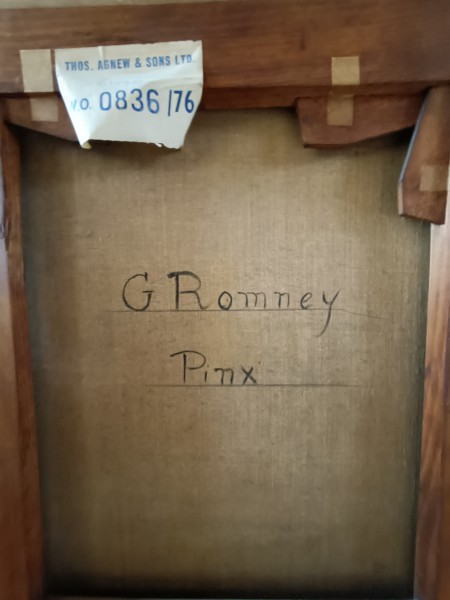 THOS. AGNEW & SONS LTD.
No. 0836/76
G Romney
Pinx